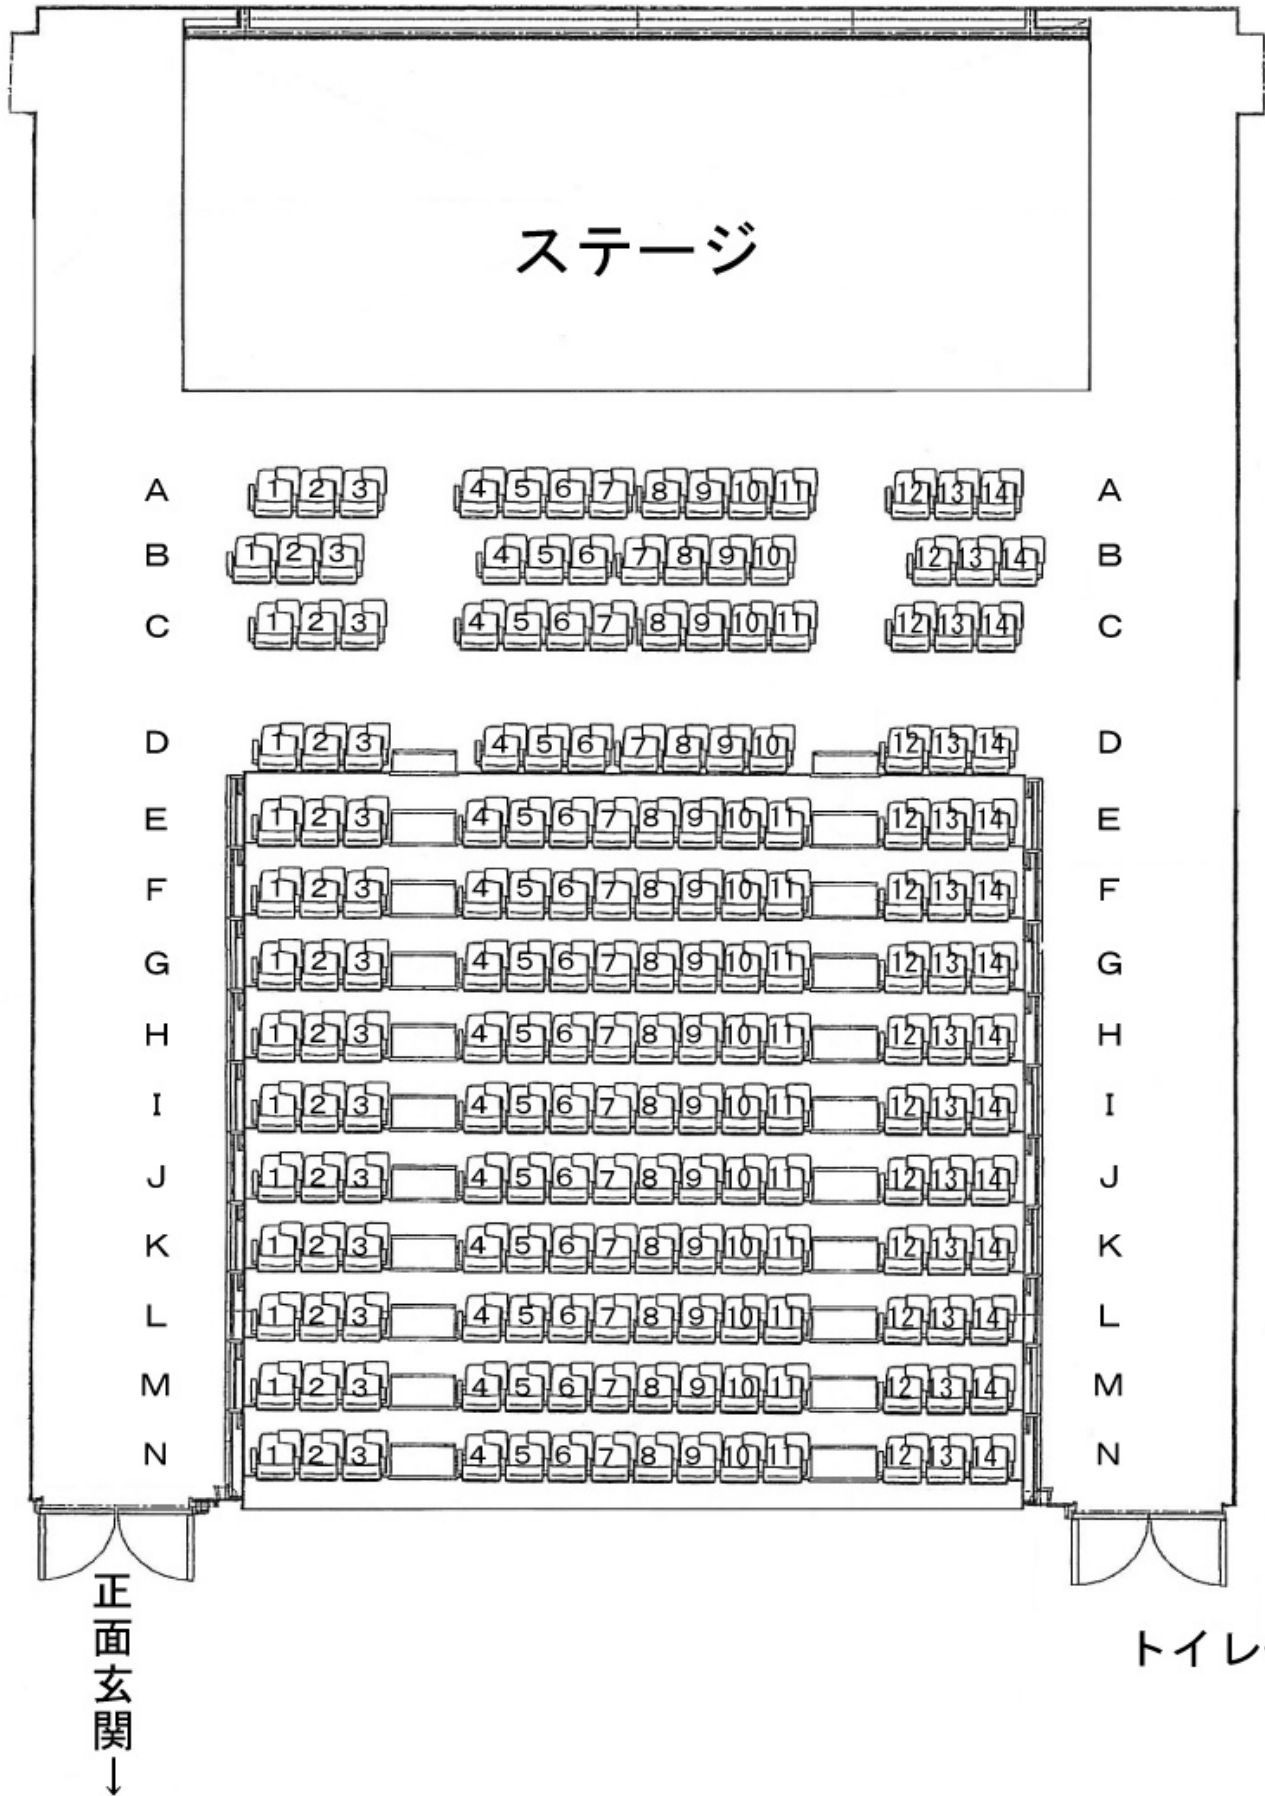 ステージ
A 1 2 3 4 5 6 7 8 9 10 11 12 13 14 A
B 1 2 3 4 5 6 7 8 9 10 12 13 14 B
C 1 2 3 4 5 6 7 8 9 10 11 12 13 14 C
D 1 2 3 4 5 6 7 8 9 10 12 13 14 D
E 1 2 3 4 5 6 7 8 9 10 11 12 13 14 E
F 1 2 3 4 5 6 7 8 9 10 11 12 13 14 F
G 1 2 3 4 5 6 7 8 9 10 11 12 13 14 G
H 1 2 3 4 5 6 7 8 9 10 11 12 13 14 H
I 1 2 3 4 5 6 7 8 9 10 11 12 13 14 I
J 1 2 3 4 5 6 7 8 9 10 11 12 13 14 J
K 1 2 3 4 5 6 7 8 9 10 11 12 13 14 K
L 1 2 3 4 5 6 7 8 9 10 11 12 13 14 L
M 1 2 3 4 5 6 7 8 9 10 11 12 13 14 M
N 1 2 3 4 5 6 7 8 9 10 11 12 13 14 N
正面玄関↓
トイレ